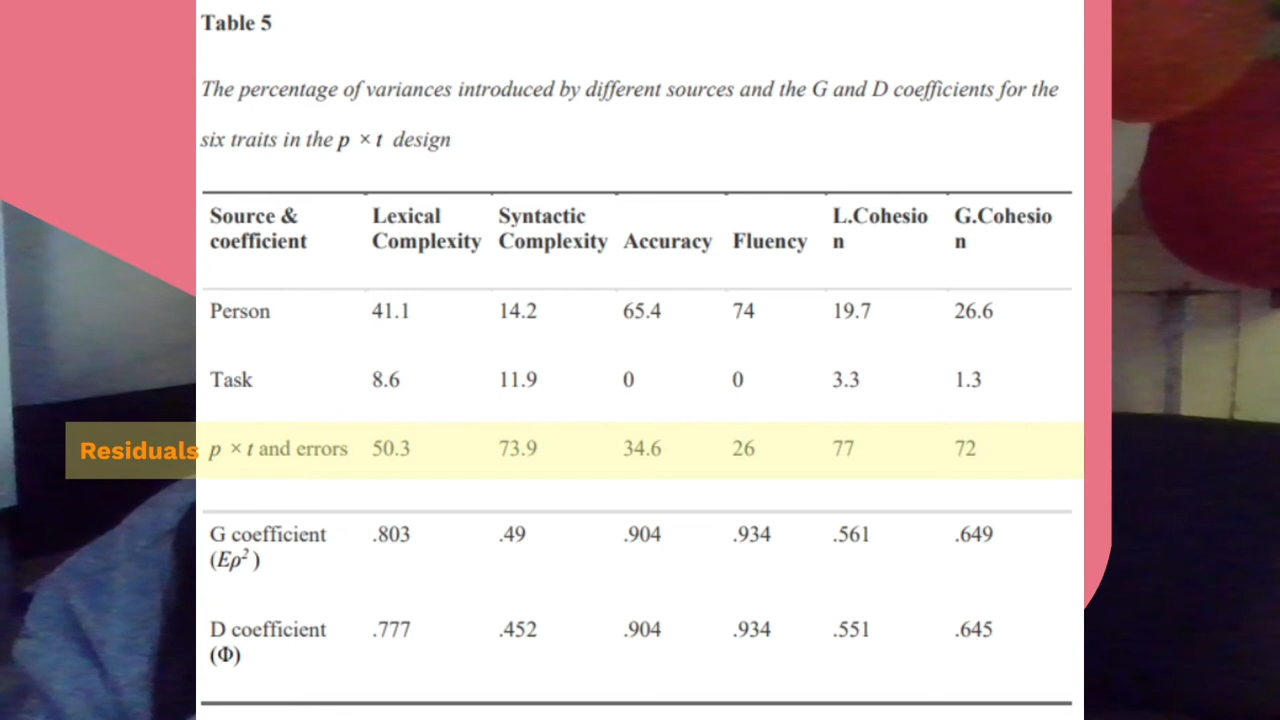 Table 5
The percentage of variances introduced by different sources and the G and D coefficients for the
six traits in the p × t design
Source & coefficient Lexical Complexity Syntactic Complexity Accuracy Fluency L.Cohesio n G.Cohesio n
Person 41.1 14.2 65.4 74 19.7 26.6
Task 8.6 11.9 0 0 3.3 1.3
Residuals p × t and errors 50.3 73.9 34.6 26 77 72
G coefficient (Eρ²) .803 .49 .904 .934 .561 .649
D coefficient (Φ) .777 .452 .904 .934 .551 .645